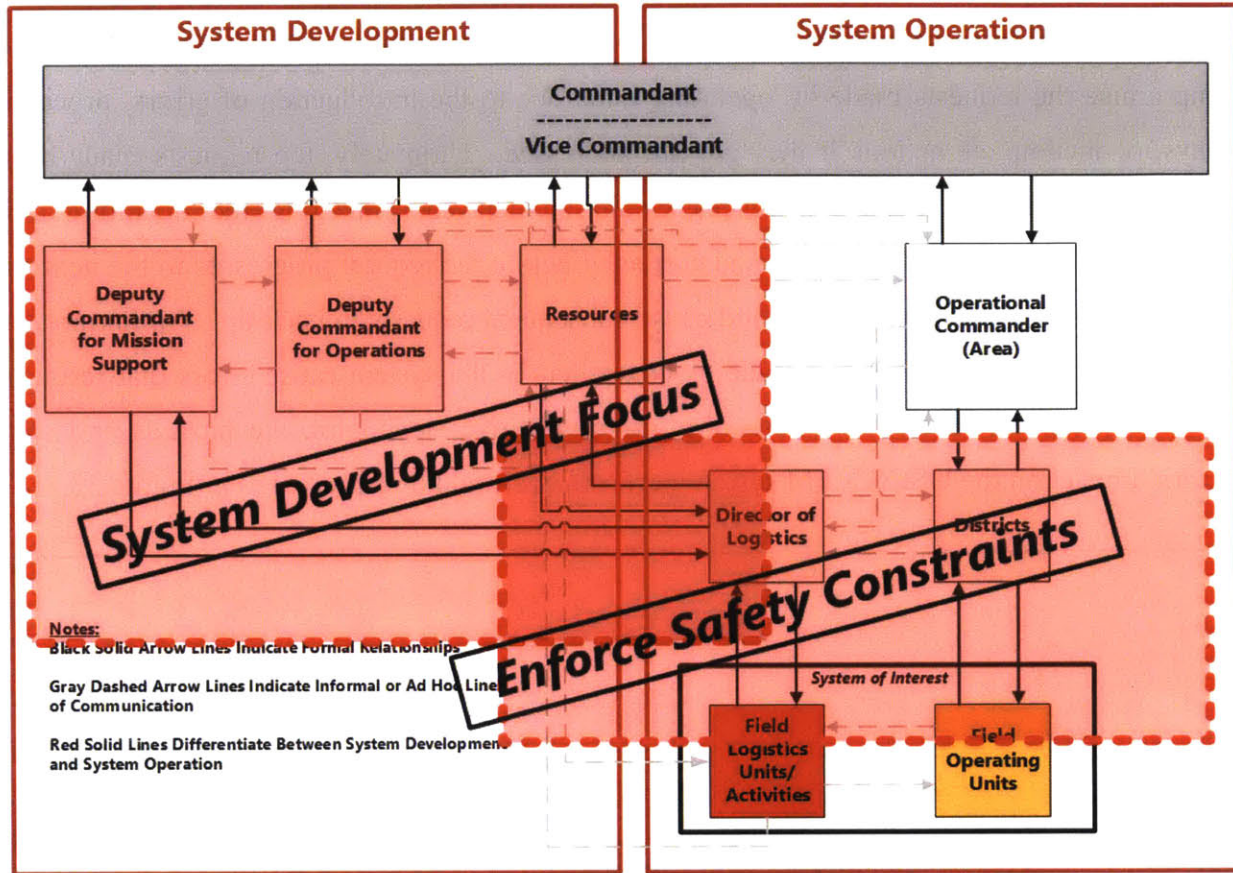 System Development
System Operation
Commandant
Vice Commandant
Deputy
Commandant
for Mission
Support
Deputy
Commandant
for Operations
Resources
Operational
Commander
(Area)
System Development Focus
Director of
Logistics
Districts
Enforce Safety Constraints
Notes:
Black Solid Arrow Lines Indicate Formal Relationships
Gray Dashed Arrow Lines Indicate Informal or Ad Hoc Lines
of Communication
Red Solid Lines Differentiate Between System Development
and System Operation
System of Interest
Field
Logistics
Units/
Activities
Field
Operating
Units